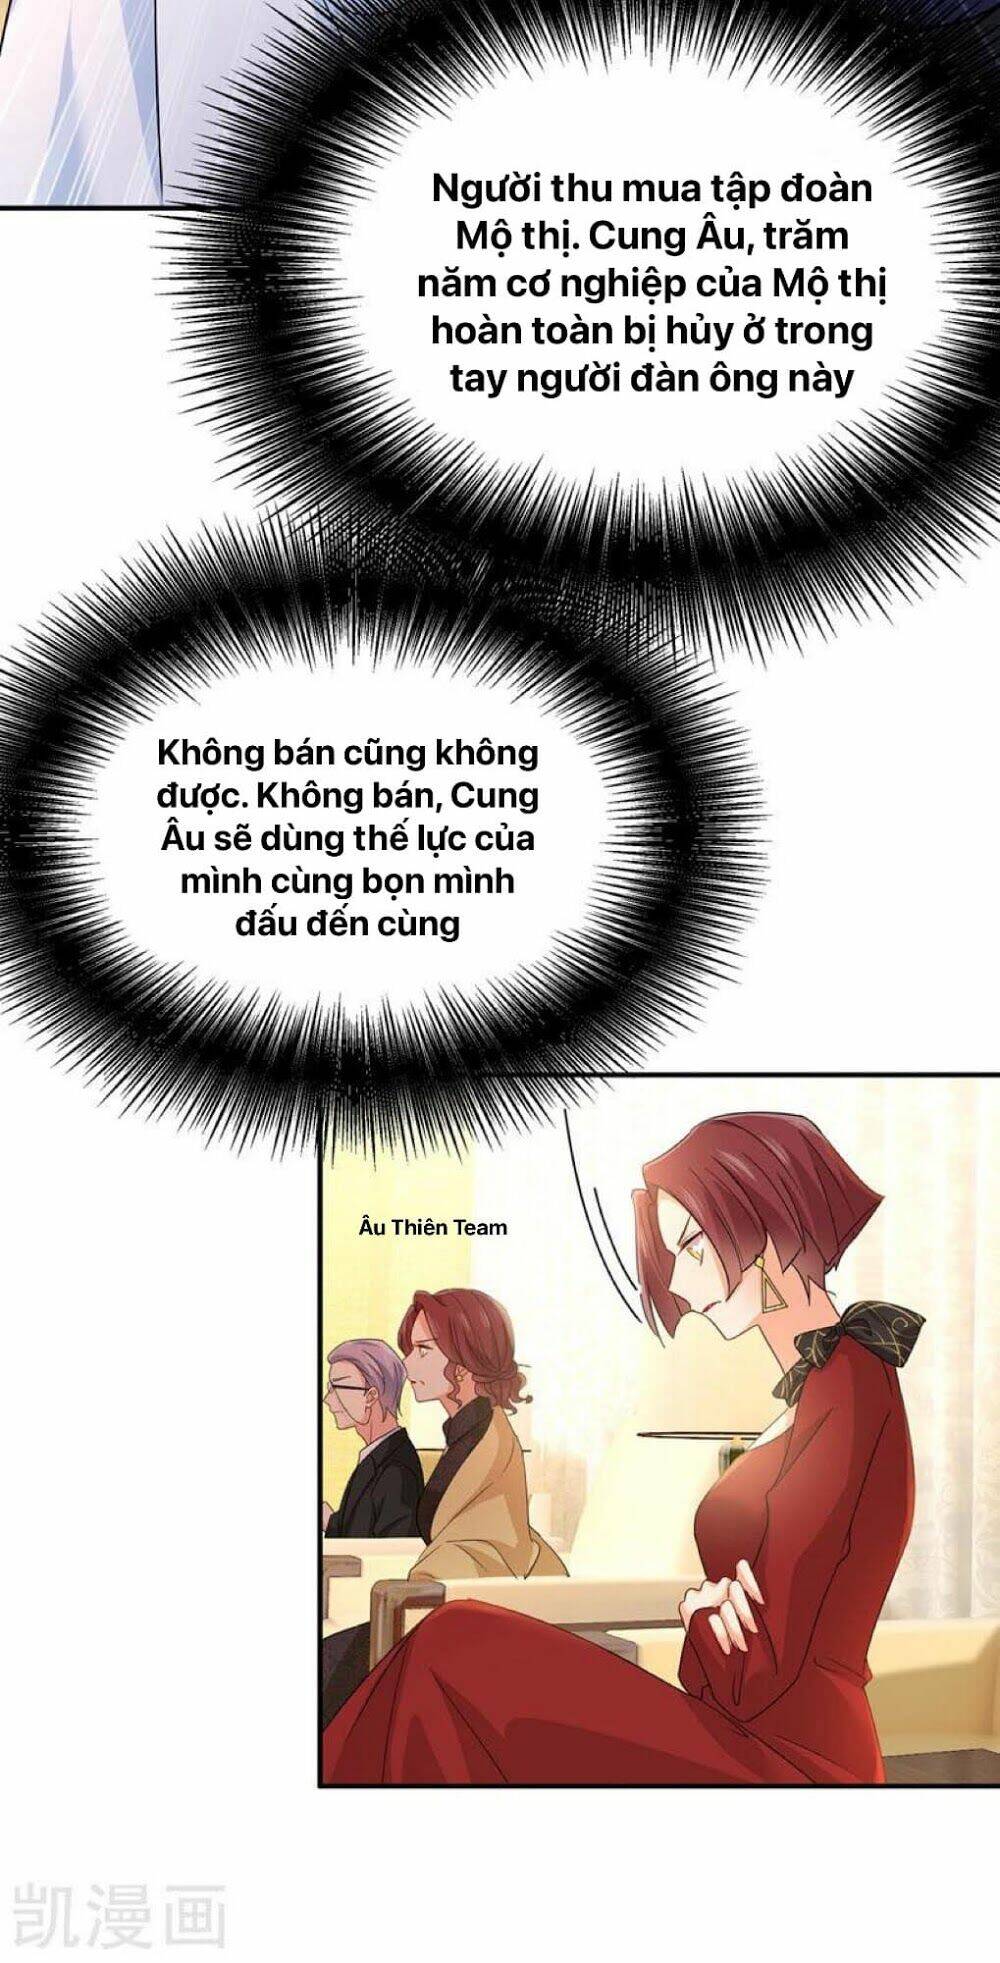 Người thu mua tập đoàn
Mộ thị. Cung Âu, trăm
năm cơ nghiệp của Mộ thị
hoàn toàn bị hủy ở trong
tay người đàn ông này
Không bán cũng không
được. Không bán, Cung
Âu sẽ dùng thế lực của
mình cùng bọn mình
đấu đến cùng
Âu Thiên Team
凯漫画